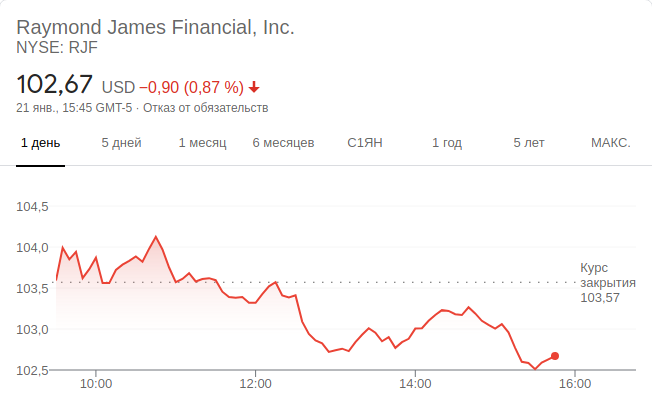 Raymond James Financial, Inc.
NYSE: RJF
102,67 USD −0,90 (0,87 %)
21 янв., 15:45 GMT-5 · Отказ от обязательств
1 день 5 дней 1 месяц 6 месяцев С1ЯН 1 год 5 лет МАКС.
104,5
104,0
103,5
103,0
102,5
Курс
закрытия
103,57
10:00 12:00 14:00 16:00